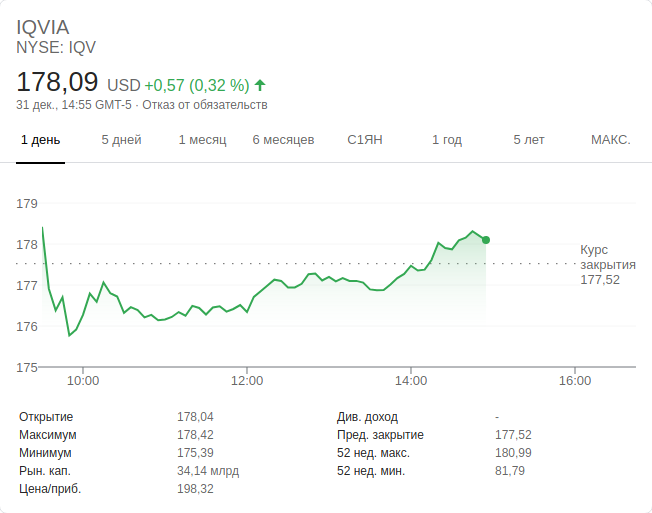 IQVIA
NYSE: IQV
178,09 USD +0,57 (0,32 %)
31 дек., 14:55 GMT-5 · Отказ от обязательств
1 день 5 дней 1 месяц 6 месяцев С1ЯН 1 год 5 лет МАКС.
179
178
Курс
закрытия
177,52
177
176
175
10:00 12:00 14:00 16:00
Открытие 178,04 Див. доход -
Максимум 178,42 Пред. закрытие 177,52
Минимум 175,39 52 нед. макс. 180,99
Рын. кап. 34,14 млрд 52 нед. мин. 81,79
Цена/приб. 198,32